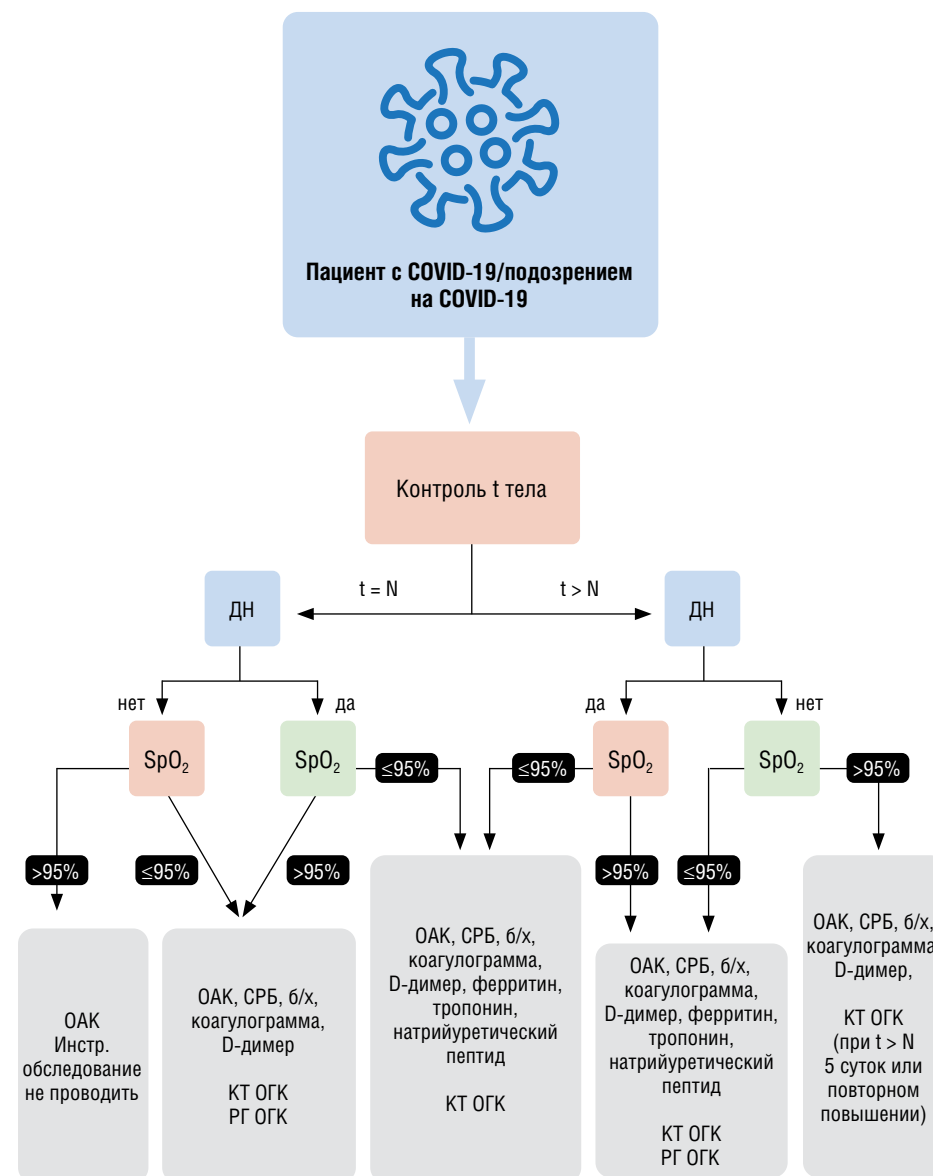 Пациент с COVID-19/подозрением
на COVID-19
Контроль t тела
t = N
t > N
ДН
ДН
нет
да
да
нет
SpO₂
SpO₂
≤95%
≤95%
SpO₂
SpO₂
>95%
>95%
≤95%
>95%
>95%
≤95%
ОАК
Инстр.
обследование
не проводить
ОАК, СРБ, б/х,
коагулограмма,
D-димер
КТ ОГК
РГ ОГК
ОАК, СРБ, б/х,
коагулограмма,
D-димер, ферритин,
тропонин,
натрийуретический
пептид
КТ ОГК
ОАК, СРБ, б/х,
коагулограмма,
D-димер, ферритин,
тропонин,
натрийуретический
пептид
КТ ОГК
РГ ОГК
ОАК, СРБ, б/х,
коагулограмма
D-димер,
КТ ОГК
(при t > N
5 суток или
повторном
повышении)